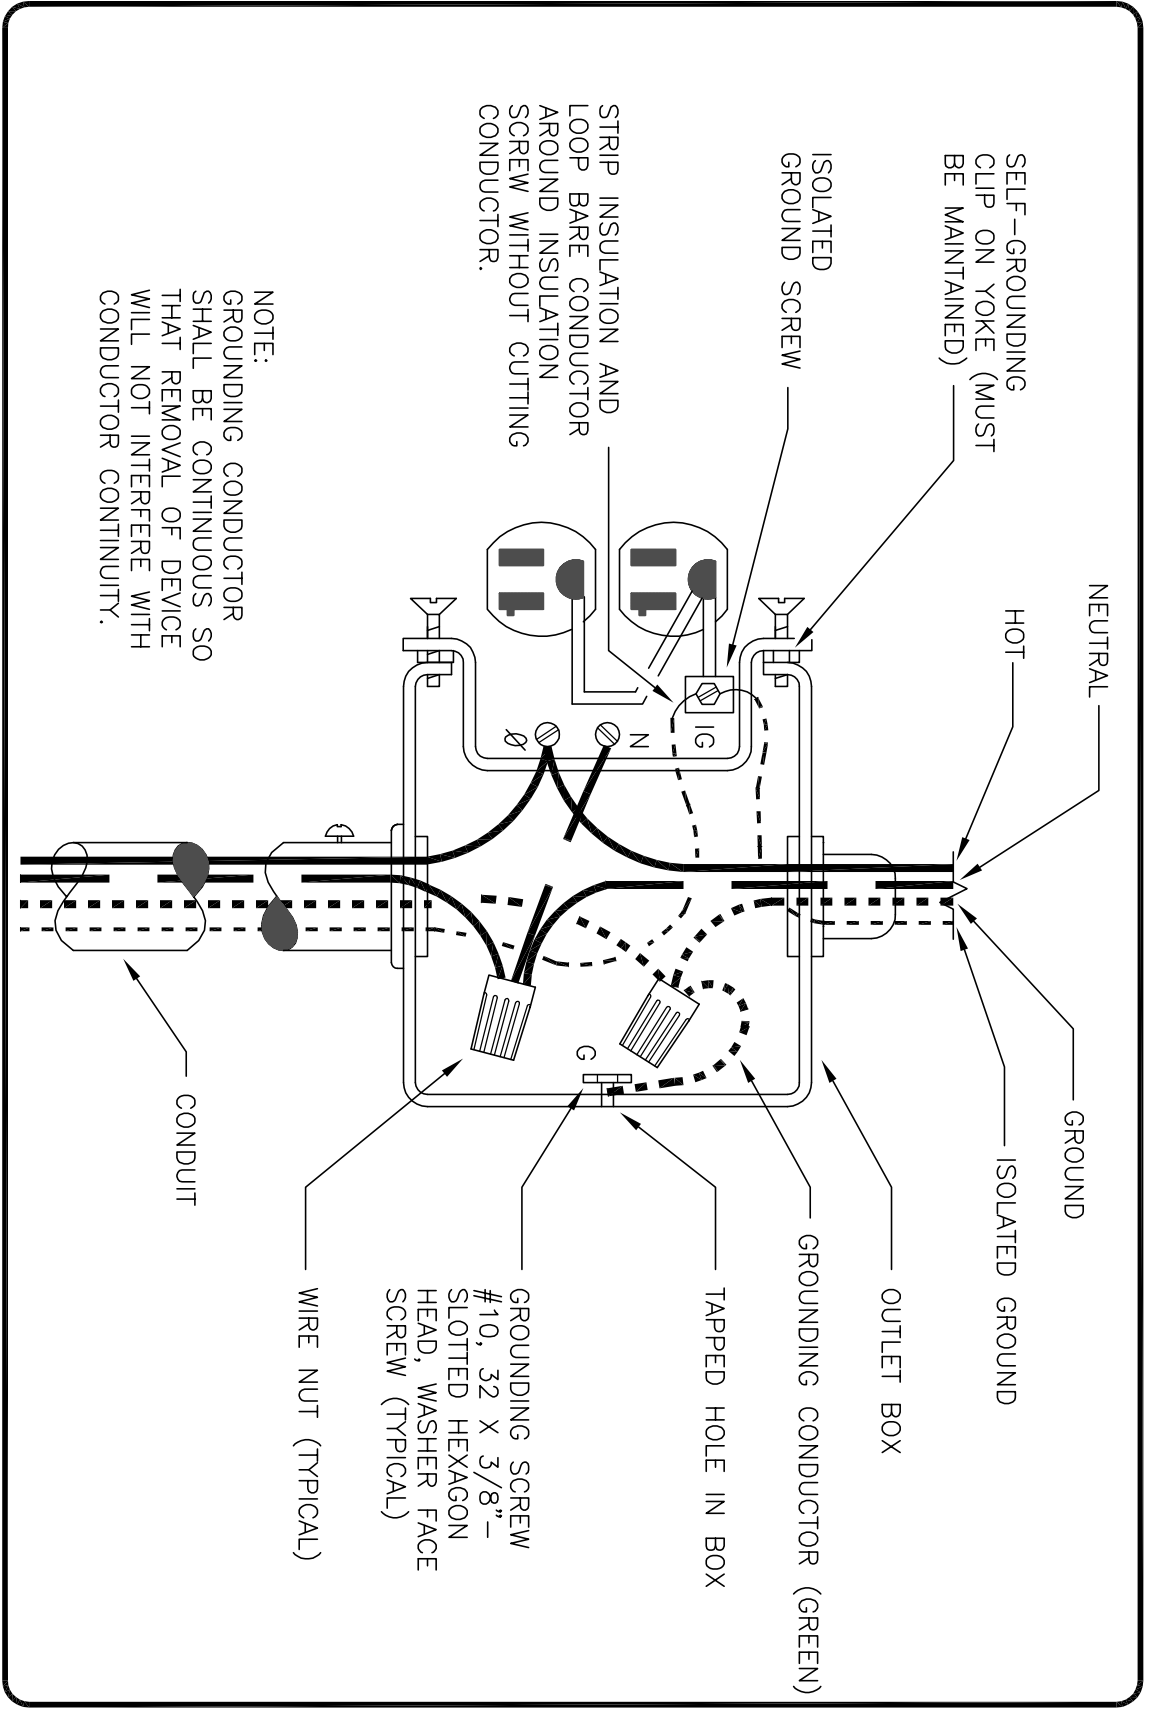 NEUTRAL
HOT
GROUND
ISOLATED GROUND
SELF-GROUNDING
CLIP ON YOKE (MUST
BE MAINTAINED)
OUTLET BOX
ISOLATED
GROUND SCREW
GROUNDING CONDUCTOR (GREEN)
TAPPED HOLE IN BOX
IG
N
Ø
G
STRIP INSULATION AND
LOOP BARE CONDUCTOR
AROUND INSULATION
SCREW WITHOUT CUTTING
CONDUCTOR.
GROUNDING SCREW
#10, 32 X 3/8"-
SLOTTED HEXAGON
HEAD, WASHER FACE
SCREW (TYPICAL)
WIRE NUT (TYPICAL)
NOTE:
GROUNDING CONDUCTOR
SHALL BE CONTINUOUS SO
THAT REMOVAL OF DEVICE
WILL NOT INTERFERE WITH
CONDUCTOR CONTINUITY.
CONDUIT